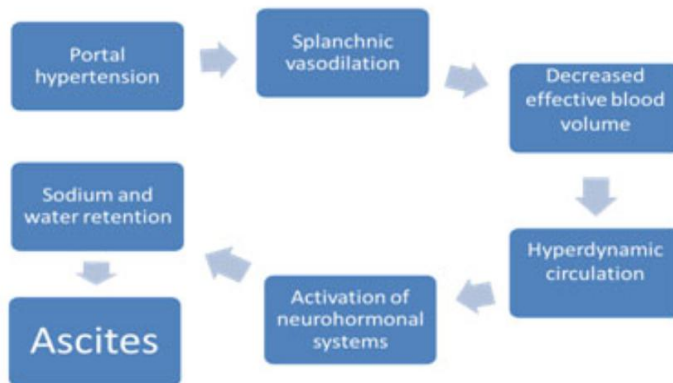 Portal
hypertension
Splanchnic
vasodilation
Decreased
effective blood
volume
Hyperdynamic
circulation
Activation of
neurohormonal
systems
Sodium and
water retention
Ascites